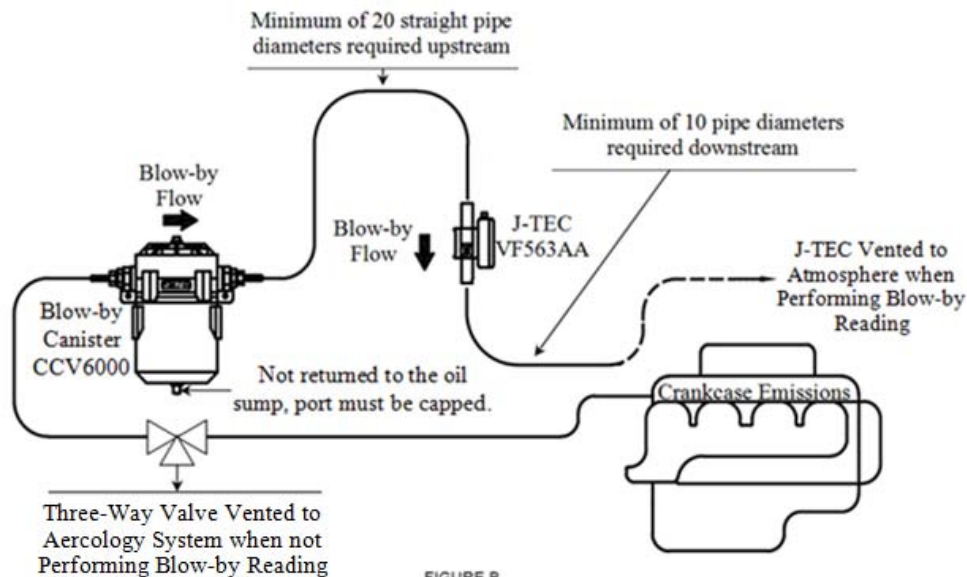 Minimum of 20 straight pipe
diameters required upstream
Minimum of 10 pipe diameters
required downstream
Blow-by
Flow
Blow-by
Flow
J-TEC
VF563AA
J-TEC Vented to
Atmosphere when
Performing Blow-by
Reading
Blow-by
Canister
CCV6000
Not returned to the oil
sump, port must be capped.
Crankcase Emissions
Three-Way Valve Vented to
Aercology System when not
Performing Blow-by Reading